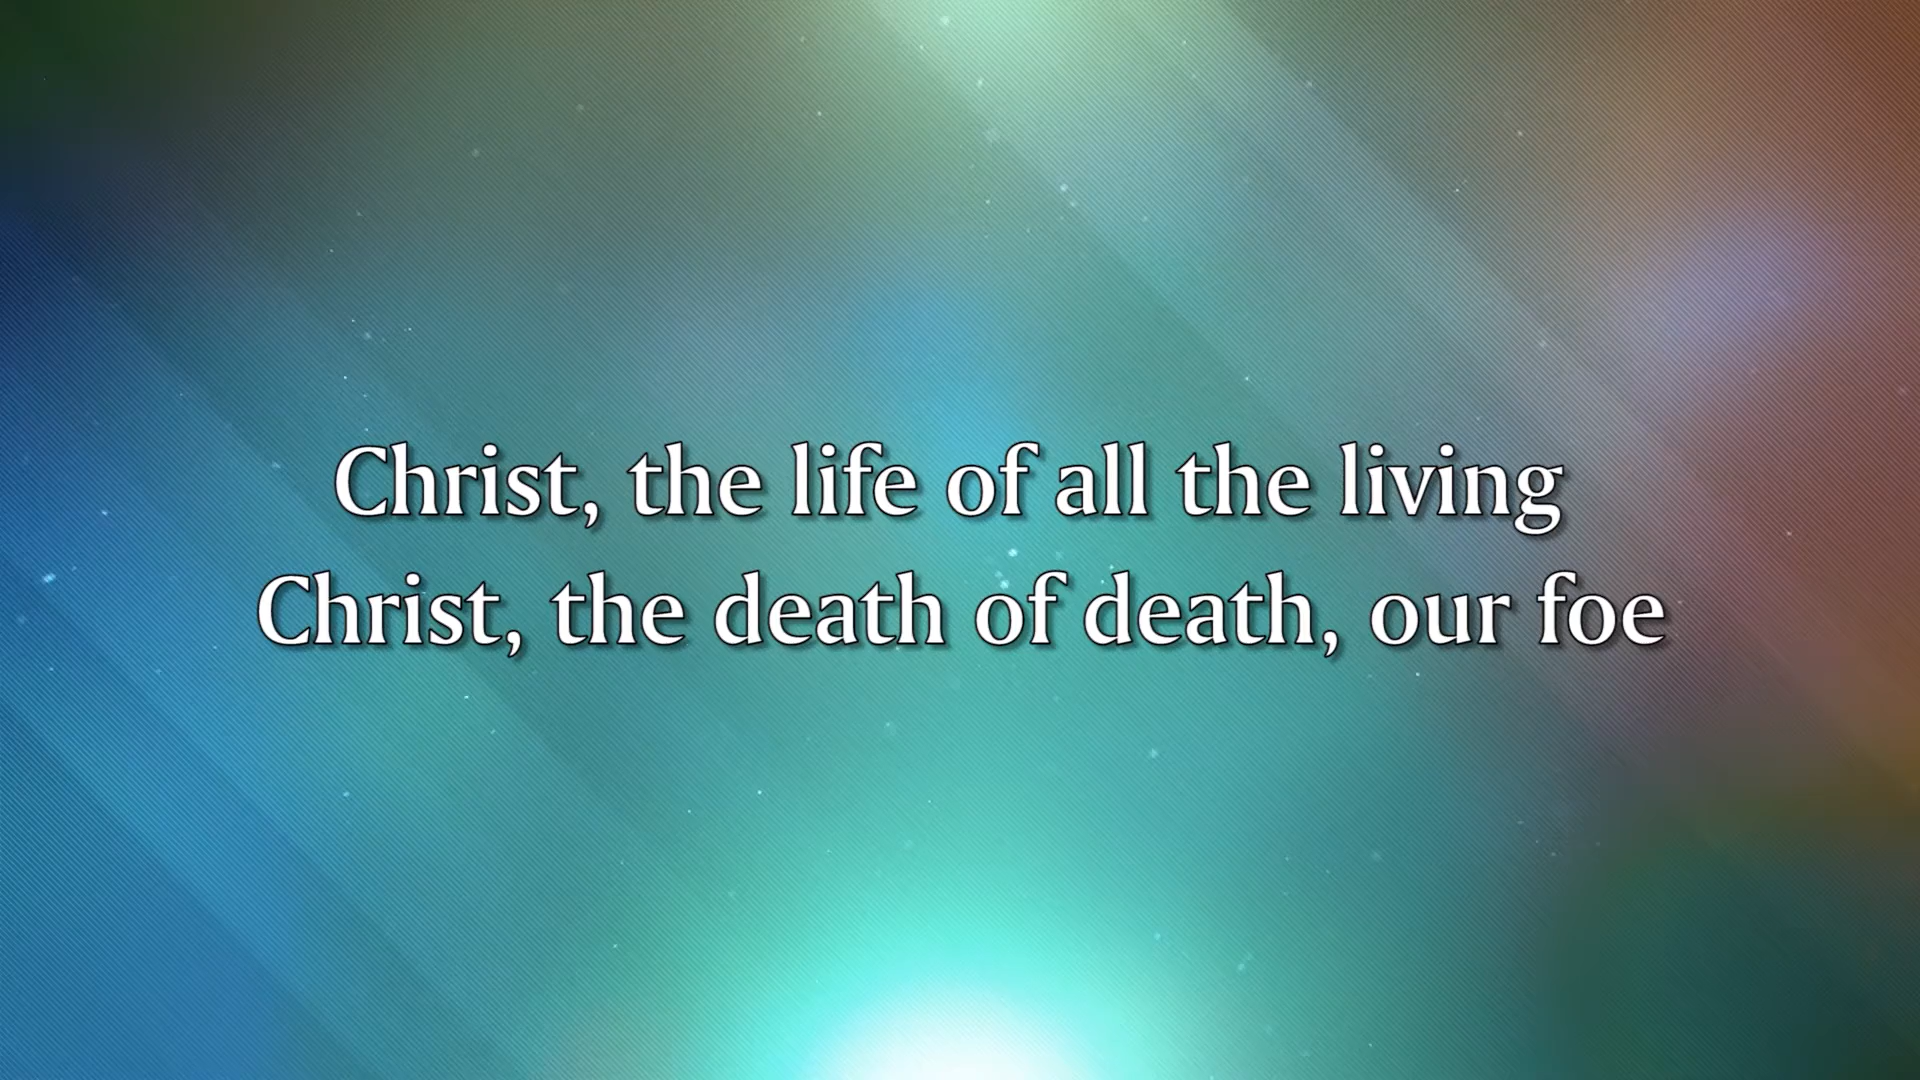 Christ, the life of all the living
Christ, the death of death, our foe